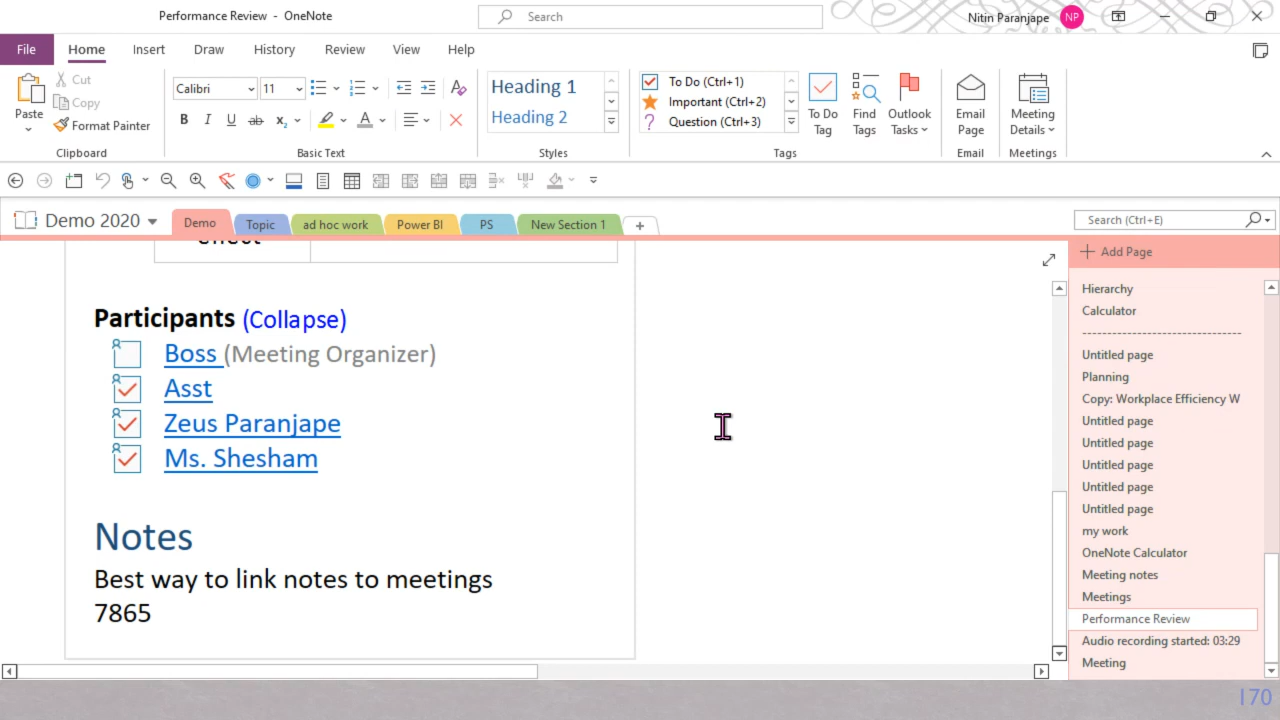 Performance Review - OneNote
Search
Nitin Paranjape
NP
File Home Insert Draw History Review View Help
Paste
Cut
Copy
Format Painter
Clipboard
Calibri
11
B I U ab x₂ A
Basic Text
Heading 1
Heading 2
Styles
To Do (Ctrl+1)
Important (Ctrl+2)
Question (Ctrl+3)
To Do
Tag
Find
Tags
Outlook
Tasks
Tags
Email
Page
Email
Meeting
Details
Meetings
Demo 2020
Demo Topic ad hoc work Power BI PS New Section 1
Search (Ctrl+E)
Participants (Collapse)
Boss (Meeting Organizer)
Asst
Zeus Paranjape
Ms. Shesham
Notes
Best way to link notes to meetings
7865
Add Page
Hierarchy
Calculator
-------------------------------
Untitled page
Planning
Copy: Workplace Efficiency W
Untitled page
Untitled page
Untitled page
Untitled page
Untitled page
my work
OneNote Calculator
Meeting notes
Meetings
Performance Review
Audio recording started: 03:29
Meeting
170